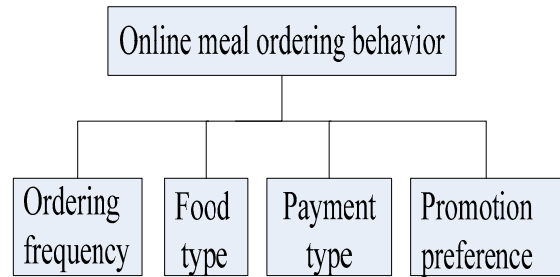 Online meal ordering behavior
Ordering
frequency
Food
type
Payment
type
Promotion
preference